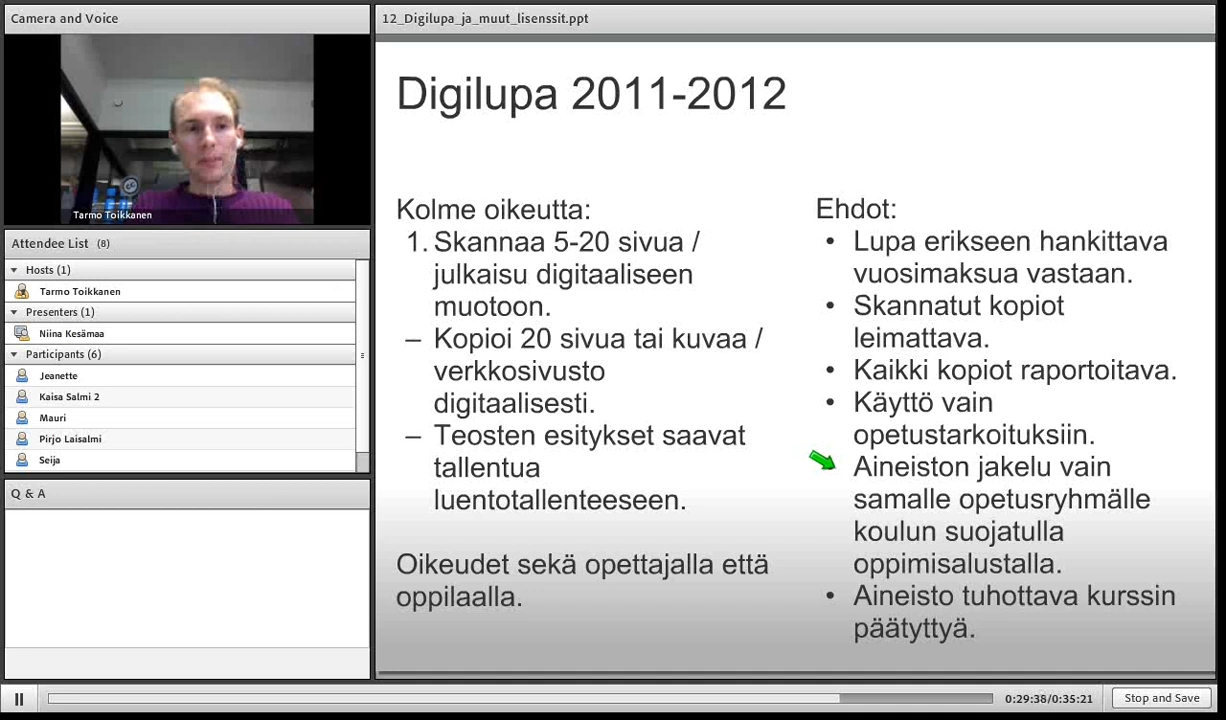 Camera and Voice
Tarmo Toikkanen
Attendee List (8)
Hosts (1)
Tarmo Toikkanen
Presenters (1)
Niina Kesämaa
Participants (6)
Jeanette
Kaisa Salmi 2
Mauri
Pirjo Laisalmi
Seija
Q & A
12_Digilupa_ja_muut_lisenssit.ppt
Digilupa 2011-2012
Kolme oikeutta:
1. Skannaa 5-20 sivua /
julkaisu digitaaliseen
muotoon.
– Kopioi 20 sivua tai kuvaa /
verkkosivusto
digitaalisesti.
– Teosten esitykset saavat
tallentua
luentotallenteeseen.
Oikeudet sekä opettajalla että
oppilaalla.
Ehdot:
• Lupa erikseen hankittava
vuosimaksua vastaan.
• Skannatut kopiot
leimattava.
• Kaikki kopiot raportoitava.
• Käyttö vain
opetustarkoituksiin.
Aineiston jakelu vain
samalle opetusryhmälle
koulun suojatulla
oppimisalustalla.
• Aineisto tuhottava kurssin
päätyttyä.
0:29:38/0:35:21
Stop and Save